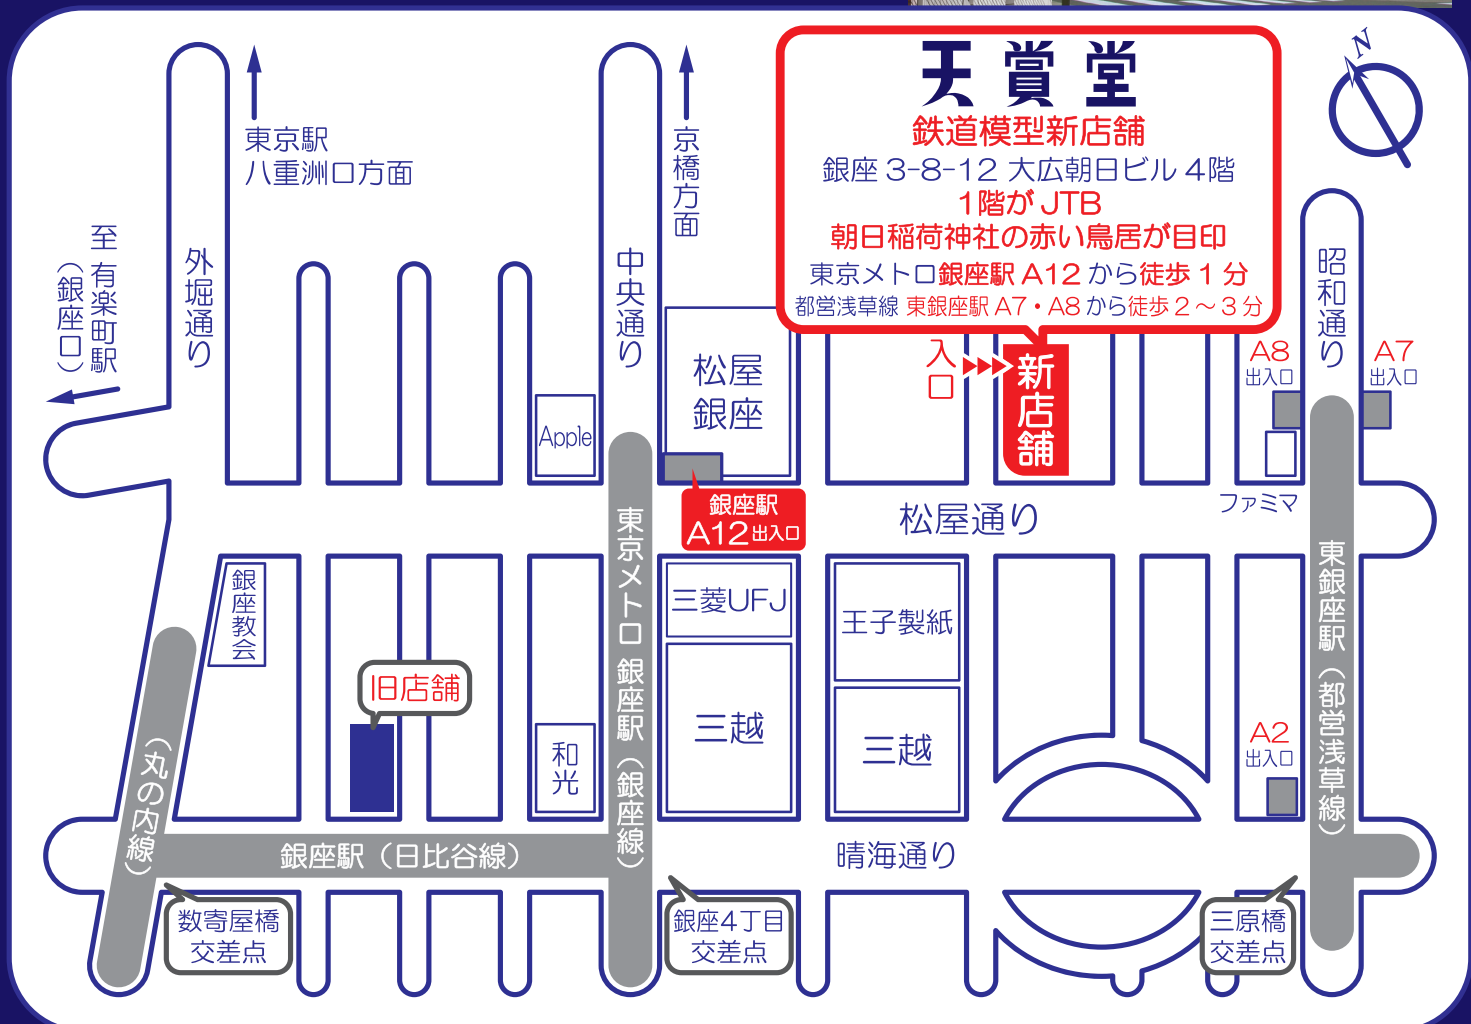 天賞堂
鉄道模型新店舗
銀座 3-8-12 大広朝日ビル 4階
1階が JTB
朝日稲荷神社の赤い鳥居が目印
東京メトロ銀座駅 A12 から徒歩 1 分
都営浅草線 東銀座駅 A7・A8 から徒歩 2 ～ 3 分
N
東京駅
八重洲口方面
京橋方面
至 有楽町駅
（銀座口）
外堀通り
中央通り
昭和通り
松屋
銀座
入口
新店舗
A8
出入口
A7
出入口
Apple
銀座駅
A12 出入口
松屋通り
ファミマ
銀座教会
東京メトロ 銀座駅（銀座線）
三菱UFJ
王子製紙
東銀座駅（都営浅草線）
旧店舗
和光
三越
三越
A2
出入口
（丸の内線）
銀座駅（日比谷線）
晴海通り
数寄屋橋
交差点
銀座4丁目
交差点
三原橋
交差点